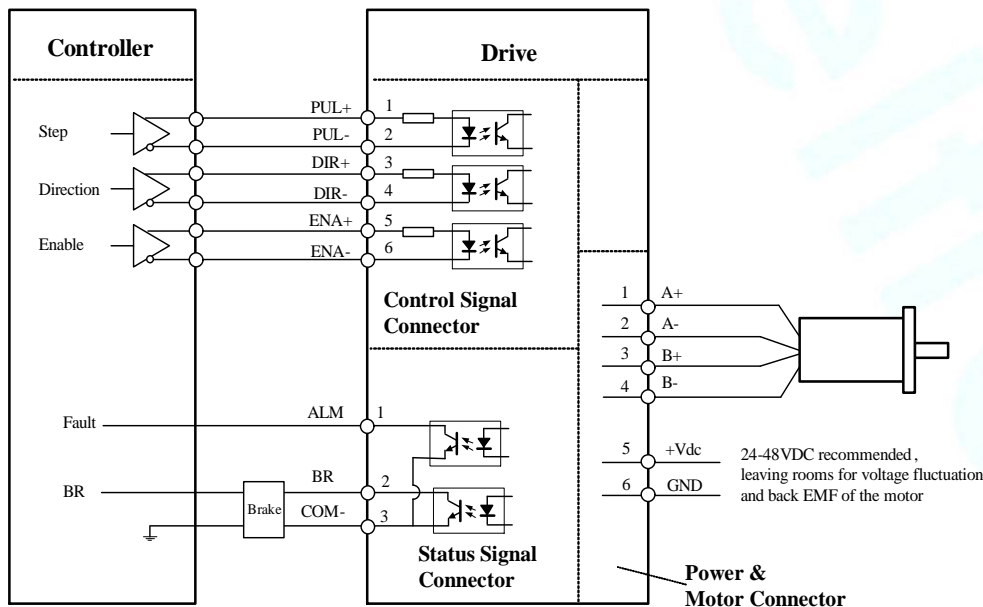 Controller
Drive
Step
PUL+ 1
PUL- 2
Direction
DIR+ 3
DIR- 4
Enable
ENA+ 5
ENA- 6
Control Signal
Connector
1 A+
2 A-
3 B+
4 B-
Fault
ALM 1
BR
BR 2
Brake
COM- 3
Status Signal
Connector
5 +Vdc
6 GND
24-48VDC recommended ,
leaving rooms for voltage fluctuation
and back EMF of the motor
Power &
Motor Connector